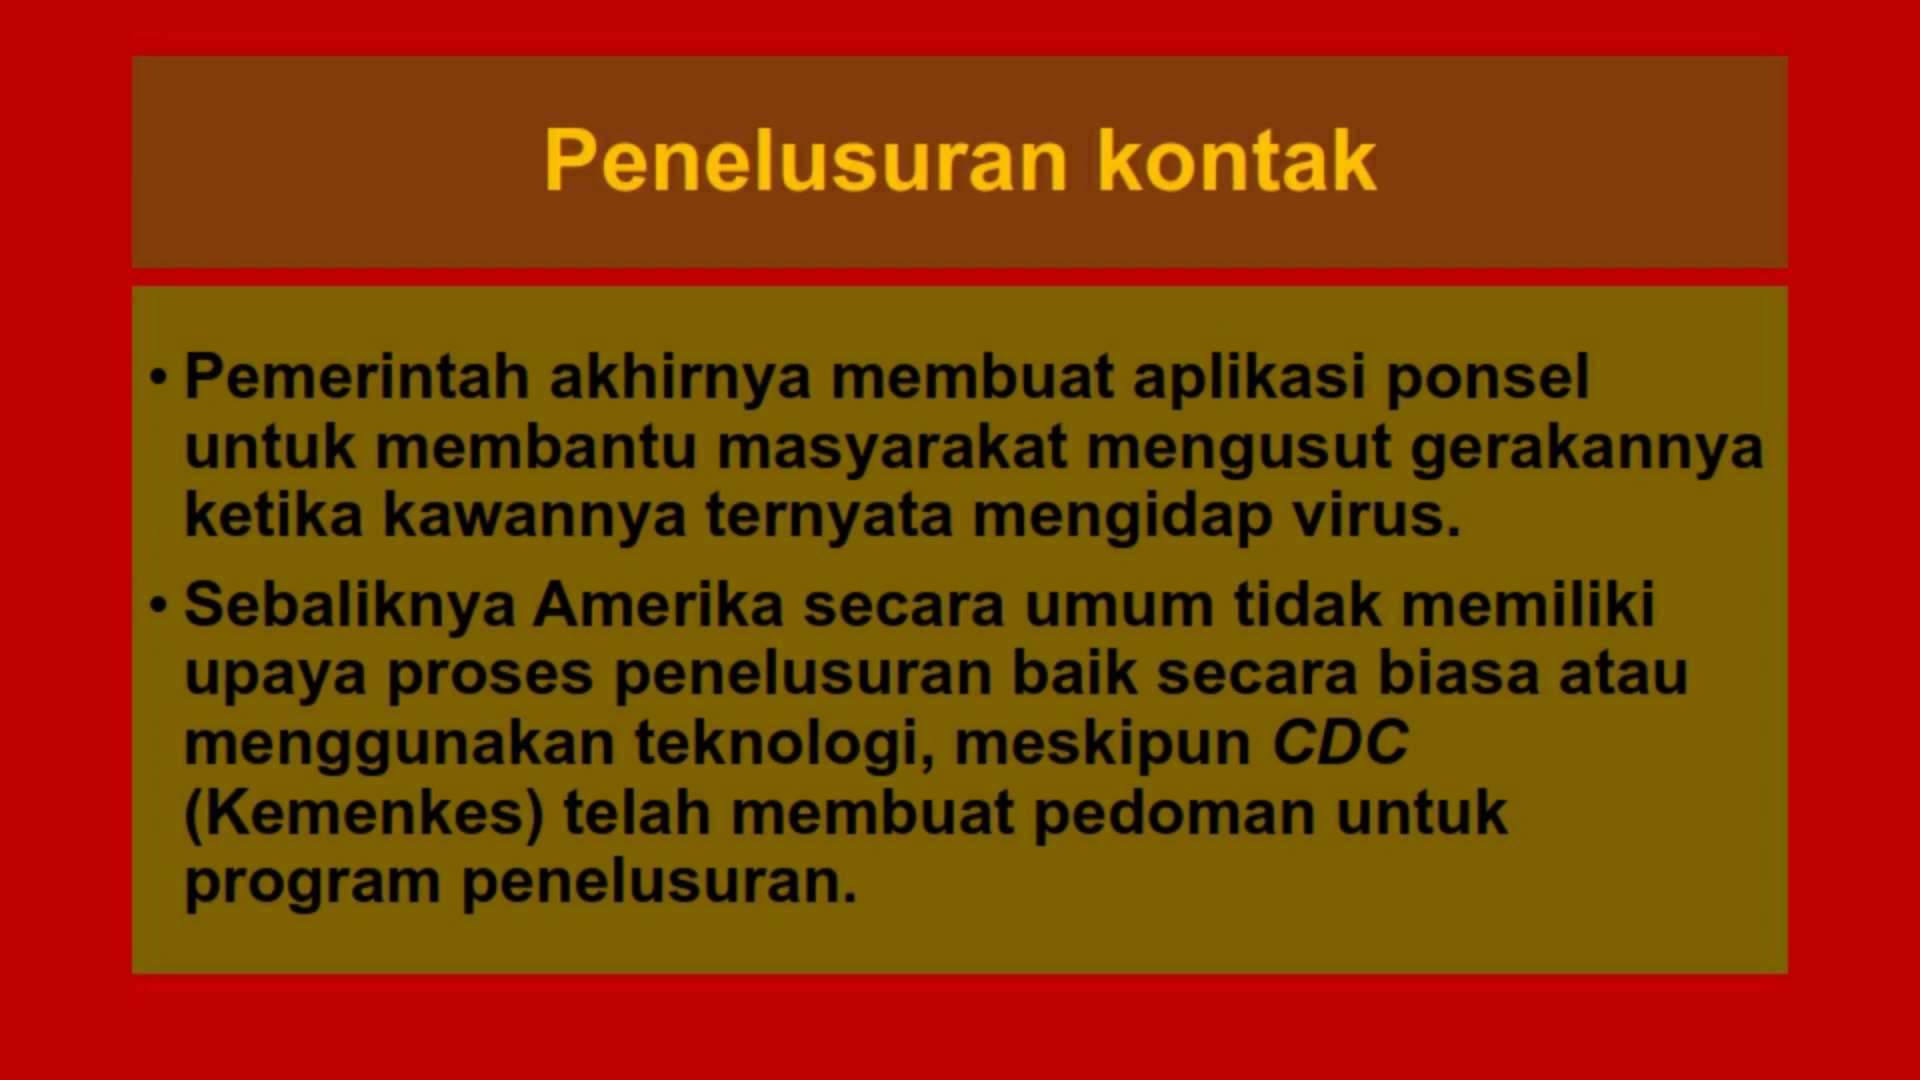 Penelusuran kontak
• Pemerintah akhirnya membuat aplikasi ponsel
untuk membantu masyarakat mengusut gerakannya
ketika kawannya ternyata mengidap virus.
• Sebaliknya Amerika secara umum tidak memiliki
upaya proses penelusuran baik secara biasa atau
menggunakan teknologi, meskipun CDC
(Kemenkes) telah membuat pedoman untuk
program penelusuran.